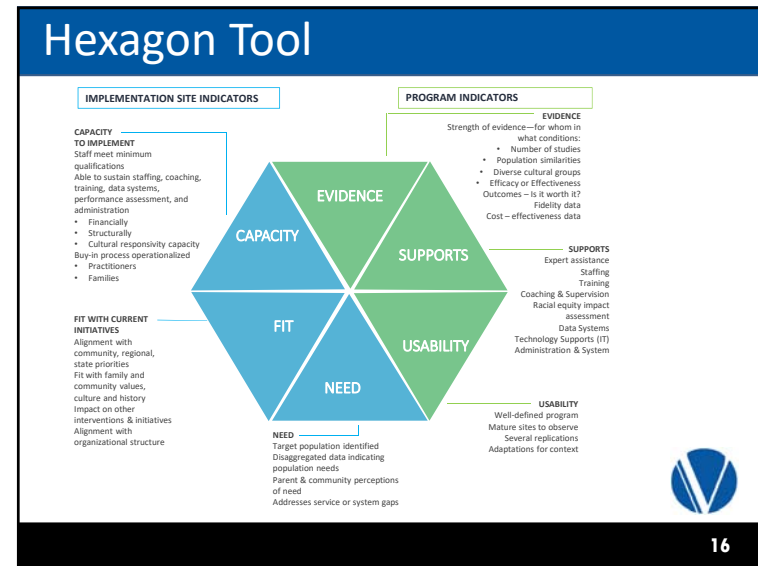 Hexagon Tool
IMPLEMENTATION SITE INDICATORS
PROGRAM INDICATORS
CAPACITY
TO IMPLEMENT
Staff meet minimum
qualifications
Able to sustain staffing, coaching,
training, data systems,
performance assessment, and
administration
• Financially
• Structurally
• Cultural responsivity capacity
Buy-in process operationalized
• Practitioners
• Families
FIT WITH CURRENT
INITIATIVES
Alignment with
community, regional,
state priorities
Fit with family and
community values,
culture and history
Impact on other
interventions & initiatives
Alignment with
organizational structure
CAPACITY
EVIDENCE
SUPPORTS
FIT
USABILITY
NEED
NEED
Target population identified
Disaggregated data indicating
population needs
Parent & community perceptions
of need
Addresses service or system gaps
EVIDENCE
Strength of evidence—for whom in
what conditions:
• Number of studies
• Population similarities
• Diverse cultural groups
• Efficacy or Effectiveness
Outcomes – Is it worth it?
Fidelity data
Cost – effectiveness data
SUPPORTS
Expert assistance
Staffing
Training
Coaching & Supervision
Racial equity impact
assessment
Data Systems
Technology Supports (IT)
Administration & System
USABILITY
Well-defined program
Mature sites to observe
Several replications
Adaptations for context
16